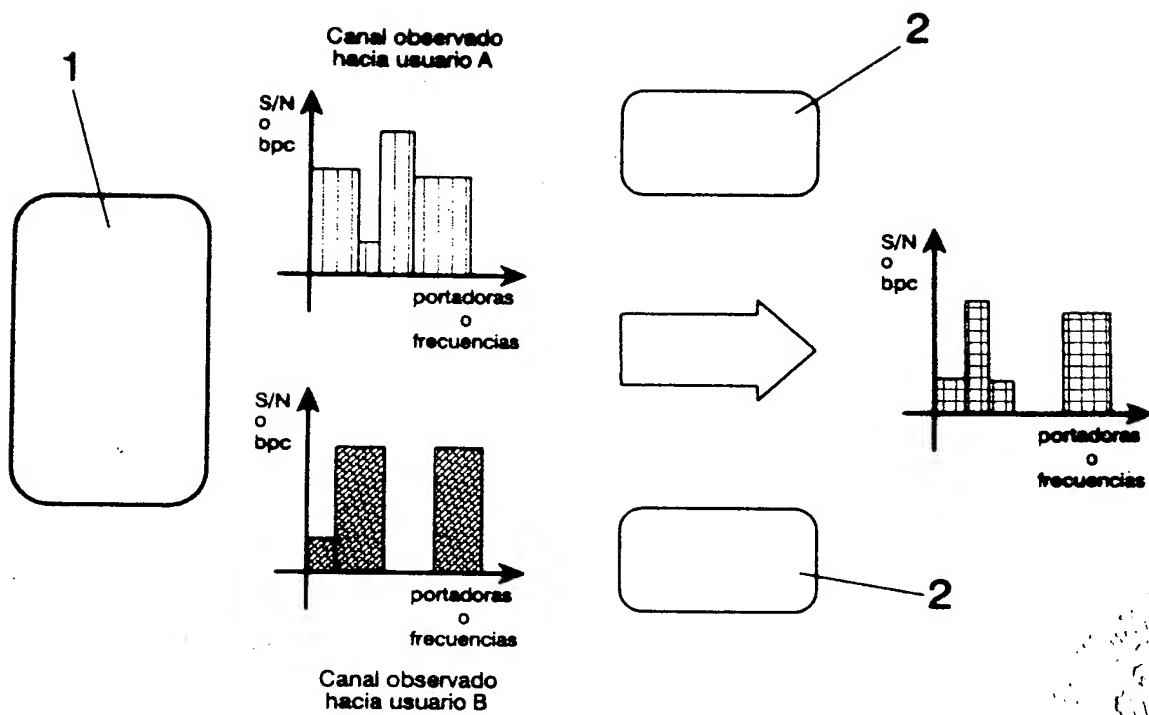 1
Canal observado
hacia usuario A
S/N
o
bpc
portadoras
o
frecuencias
S/N
o
bpc
portadoras
o
frecuencias
Canal observado
hacia usuario B
2
S/N
o
bpc
portadoras
o
frecuencias
2